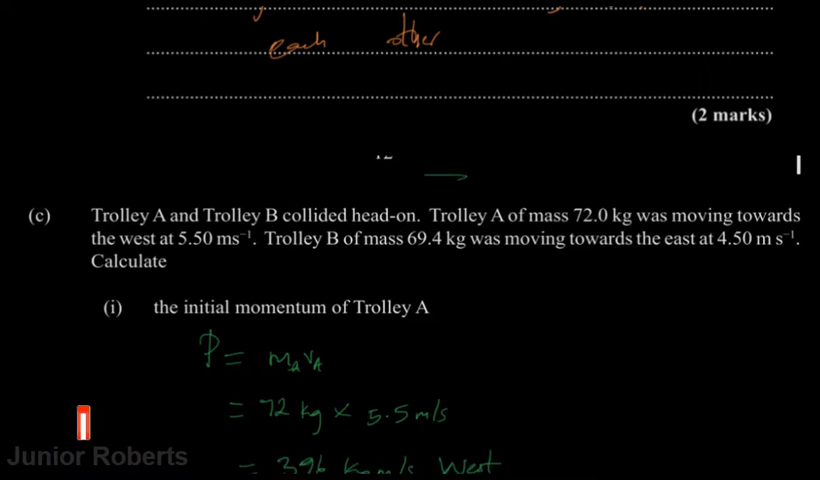 each other
(2 marks)
(c) Trolley A and Trolley B collided head-on. Trolley A of mass 72.0 kg was moving towards
the west at 5.50 ms⁻¹. Trolley B of mass 69.4 kg was moving towards the east at 4.50 m s⁻¹.
Calculate
(i) the initial momentum of Trolley A
P = mₐvA
= 72 kg × 5.5 m/s
= 396 kg m/s West
Junior Roberts